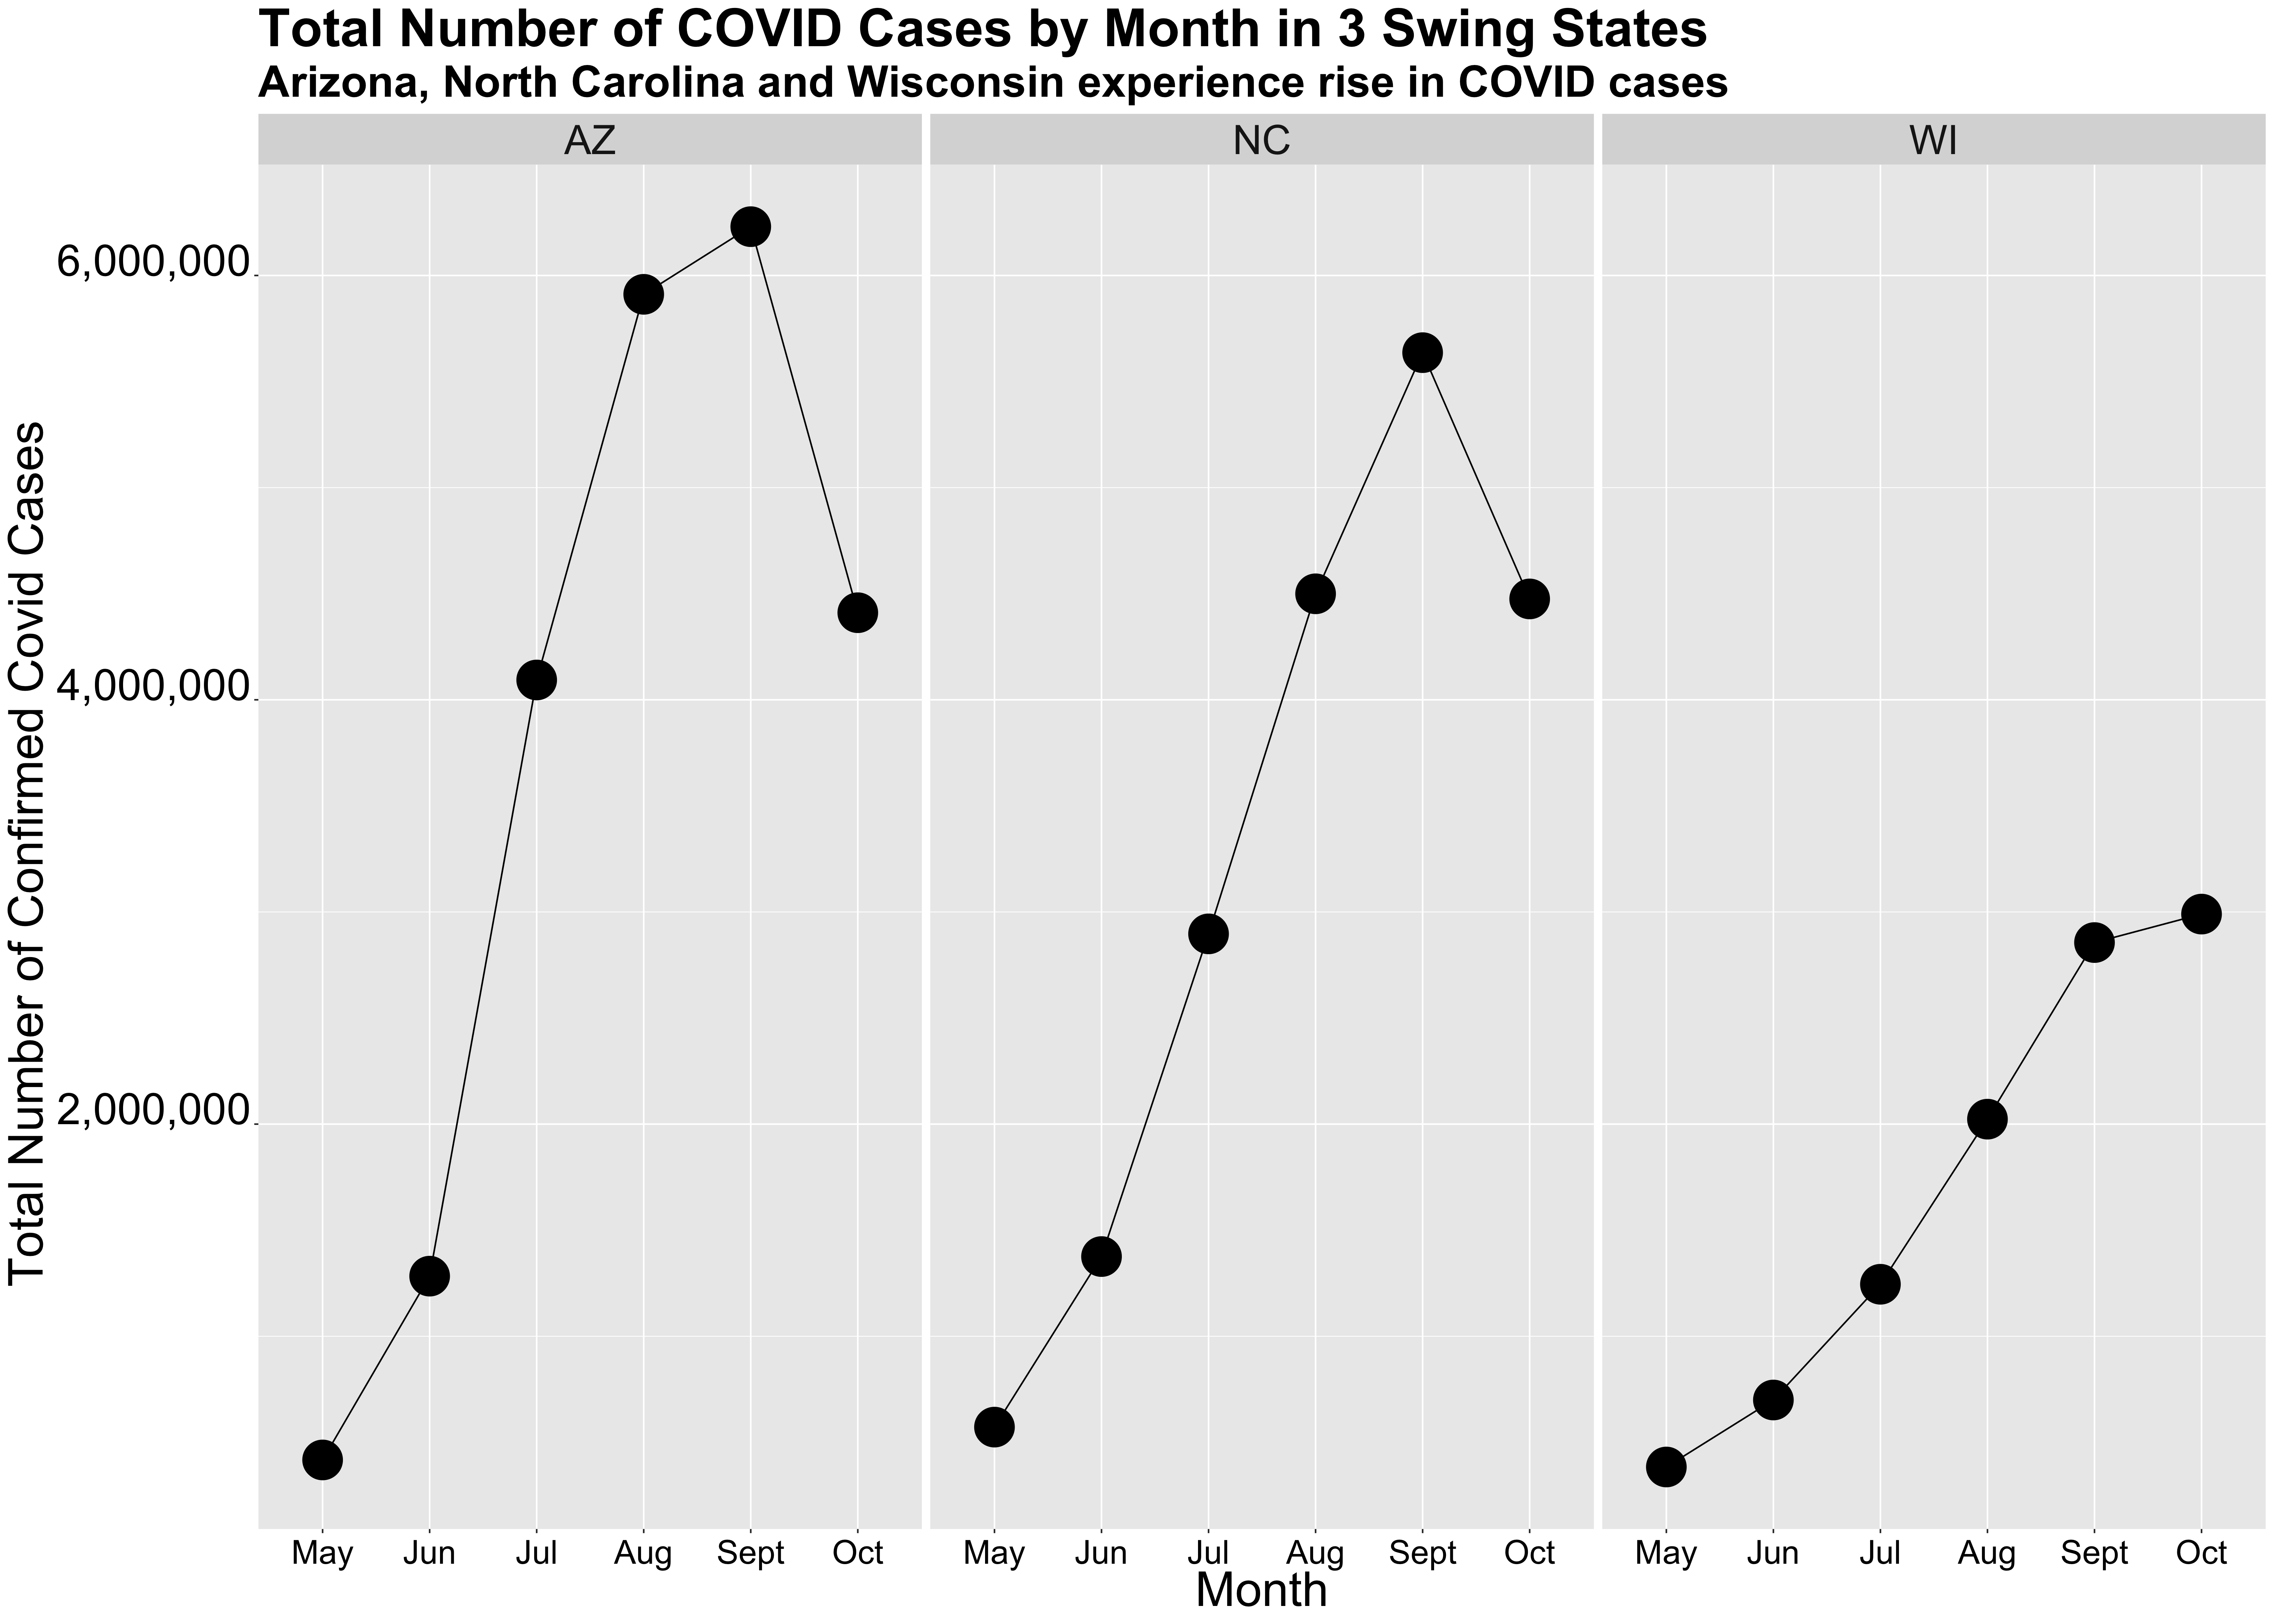 Total Number of COVID Cases by Month in 3 Swing States
Arizona, North Carolina and Wisconsin experience rise in COVID cases
AZ NC WI
6,000,000
4,000,000
2,000,000
Total Number of Confirmed Covid Cases
May Jun Jul Aug Sept Oct May Jun Jul Aug Sept Oct May Jun Jul Aug Sept Oct
Month